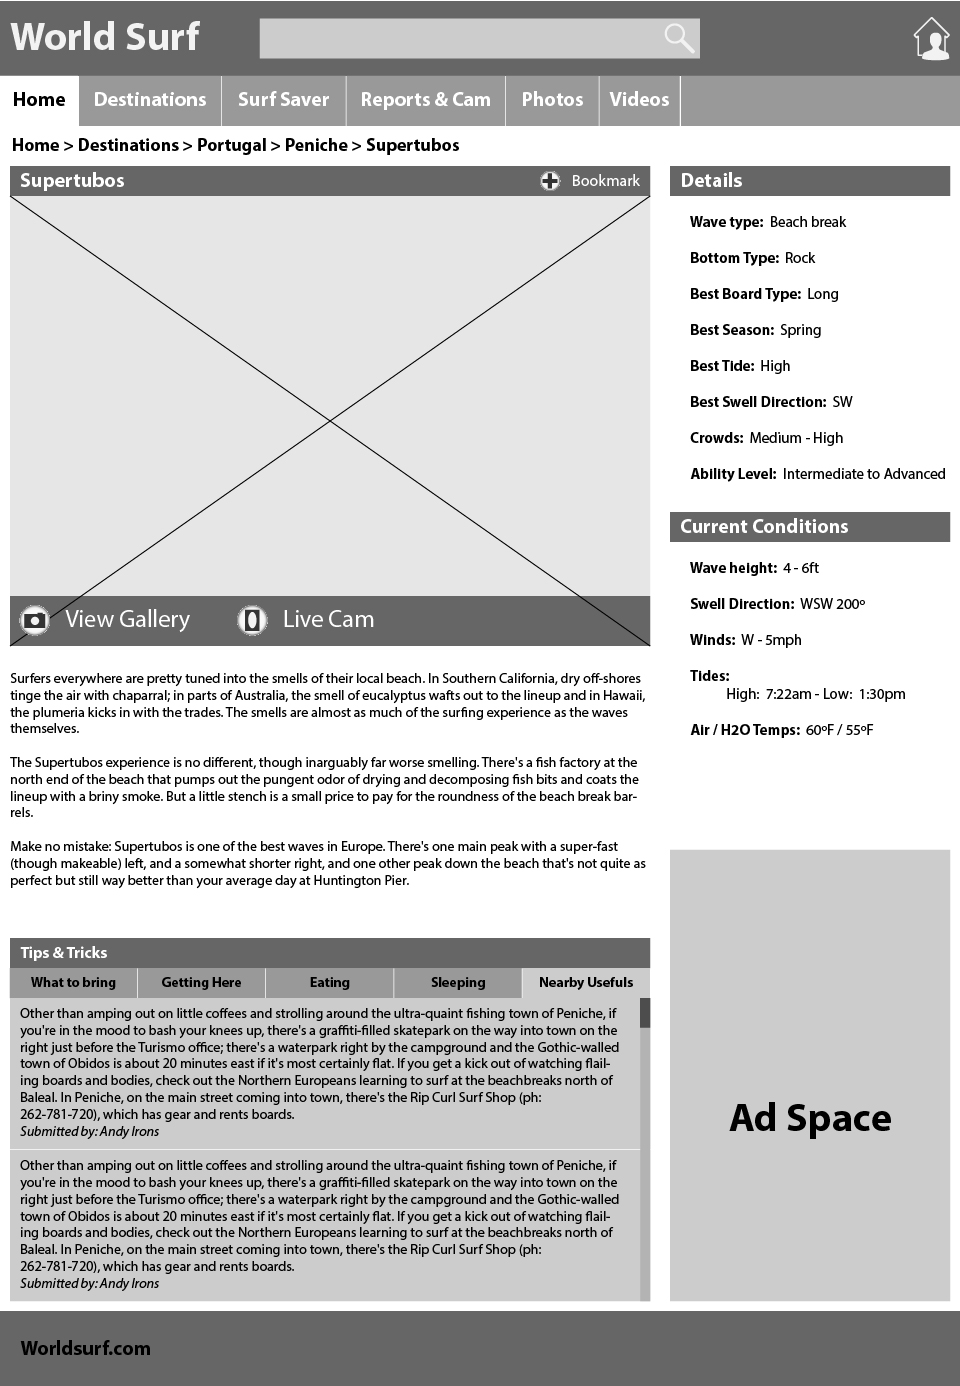 World Surf
Home
Destinations
Surf Saver
Reports & Cam
Photos
Videos
Home > Destinations > Portugal > Peniche > Supertubos
Supertubos
Bookmark
View Gallery
Live Cam
Surfers everywhere are pretty tuned into the smells of their local beach. In Southern California, dry off-shores
tinge the air with chaparral; in parts of Australia, the smell of eucalyptus wafts out to the lineup and in Hawaii,
the plumeria kicks in with the trades. The smells are almost as much of the surfing experience as the waves
themselves.
The Supertubos experience is no different, though inarguably far worse smelling. There's a fish factory at the
north end of the beach that pumps out the pungent odor of drying and decomposing fish bits and coats the
lineup with a briny smoke. But a little stench is a small price to pay for the roundness of the beach break bar-
rels.
Make no mistake: Supertubos is one of the best waves in Europe. There's one main peak with a super-fast
(though makeable) left, and a somewhat shorter right, and one other peak down the beach that's not quite as
perfect but still way better than your average day at Huntington Pier.
Details
Wave type: Beach break
Bottom Type: Rock
Best Board Type: Long
Best Season: Spring
Best Tide: High
Best Swell Direction: SW
Crowds: Medium - High
Ability Level: Intermediate to Advanced
Current Conditions
Wave height: 4 - 6ft
Swell Direction: WSW 200º
Winds: W - 5mph
Tides:
High: 7:22am - Low: 1:30pm
Air / H2O Temps: 60ºF / 55ºF
Tips & Tricks
What to bring
Getting Here
Eating
Sleeping
Nearby Usefuls
Other than amping out on little coffees and strolling around the ultra-quaint fishing town of Peniche, if
you're in the mood to bash your knees up, there's a graffiti-filled skatepark on the way into town on the
right just before the Turismo office; there's a waterpark right by the campground and the Gothic-walled
town of Obidos is about 20 minutes east if it's most certainly flat. If you get a kick out of watching flail-
ing boards and bodies, check out the Northern Europeans learning to surf at the beachbreaks north of
Baleal. In Peniche, on the main street coming into town, there's the Rip Curl Surf Shop (ph:
262-781-720), which has gear and rents boards.
Submitted by: Andy Irons
Other than amping out on little coffees and strolling around the ultra-quaint fishing town of Peniche, if
you're in the mood to bash your knees up, there's a graffiti-filled skatepark on the way into town on the
right just before the Turismo office; there's a waterpark right by the campground and the Gothic-walled
town of Obidos is about 20 minutes east if it's most certainly flat. If you get a kick out of watching flail-
ing boards and bodies, check out the Northern Europeans learning to surf at the beachbreaks north of
Baleal. In Peniche, on the main street coming into town, there's the Rip Curl Surf Shop (ph:
262-781-720), which has gear and rents boards.
Submitted by: Andy Irons
Ad Space
Worldsurf.com